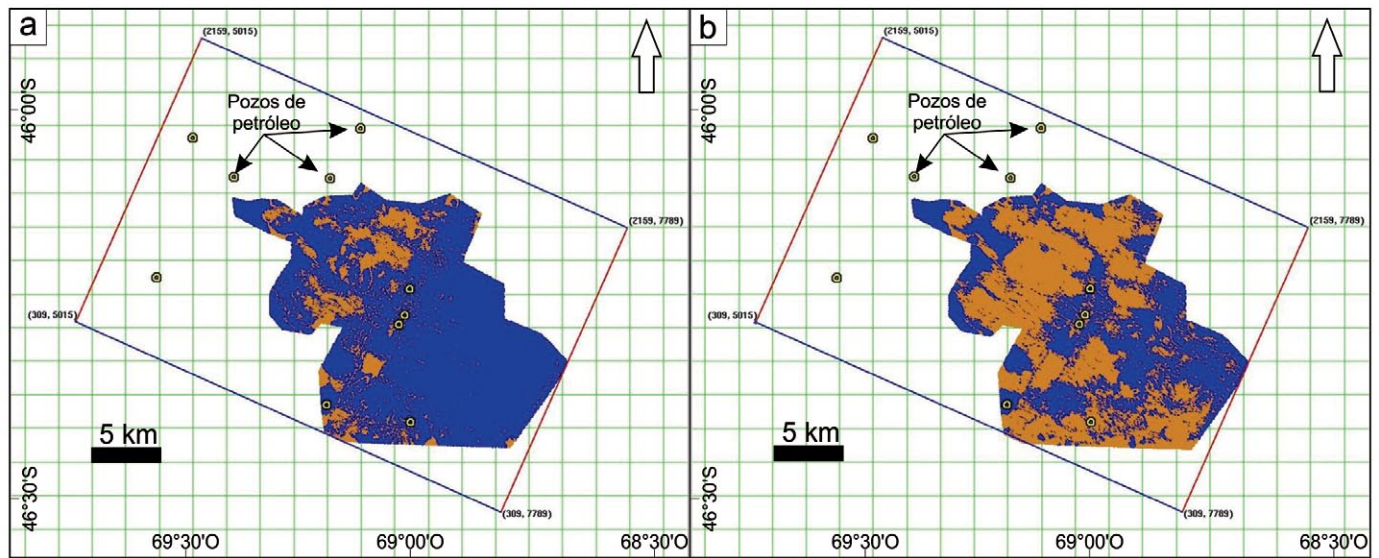 a
(2159, 5015)
46°00'S
Pozos de
petróleo
(2159, 7789)
(309, 5015)
5 km
46°30'S
(309, 7789)
69°30'O
69°00'O
68°30'O
b
(2159, 5015)
46°00'S
Pozos de
petróleo
(2159, 7789)
(309, 5015)
5 km
46°30'S
(309, 7789)
69°30'O
69°00'O
68°30'O